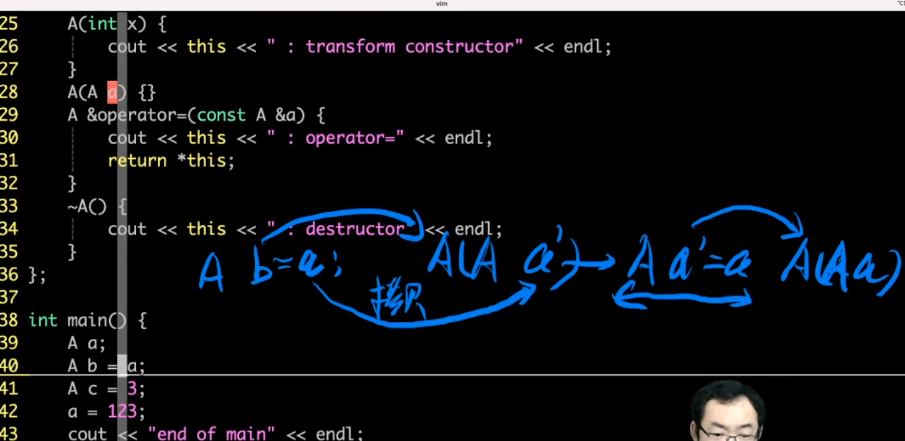 vim
25 A(int x) {
26 cout << this << " : transform constructor" << endl;
27 }
28 A(A a) {}
29 A &operator=(const A &a) {
30 cout << this << " : operator=" << endl;
31 return *this;
32 }
33 ~A() {
34 cout << this << " : destructor" << endl;
35 }
A b=a; A(A a')→ A a'=a A(A a)
拷贝
36 };
37
38 int main() {
39 A a;
40 A b = a;
41 A c = 3;
42 a = 123;
43 cout << "end of main" << endl;